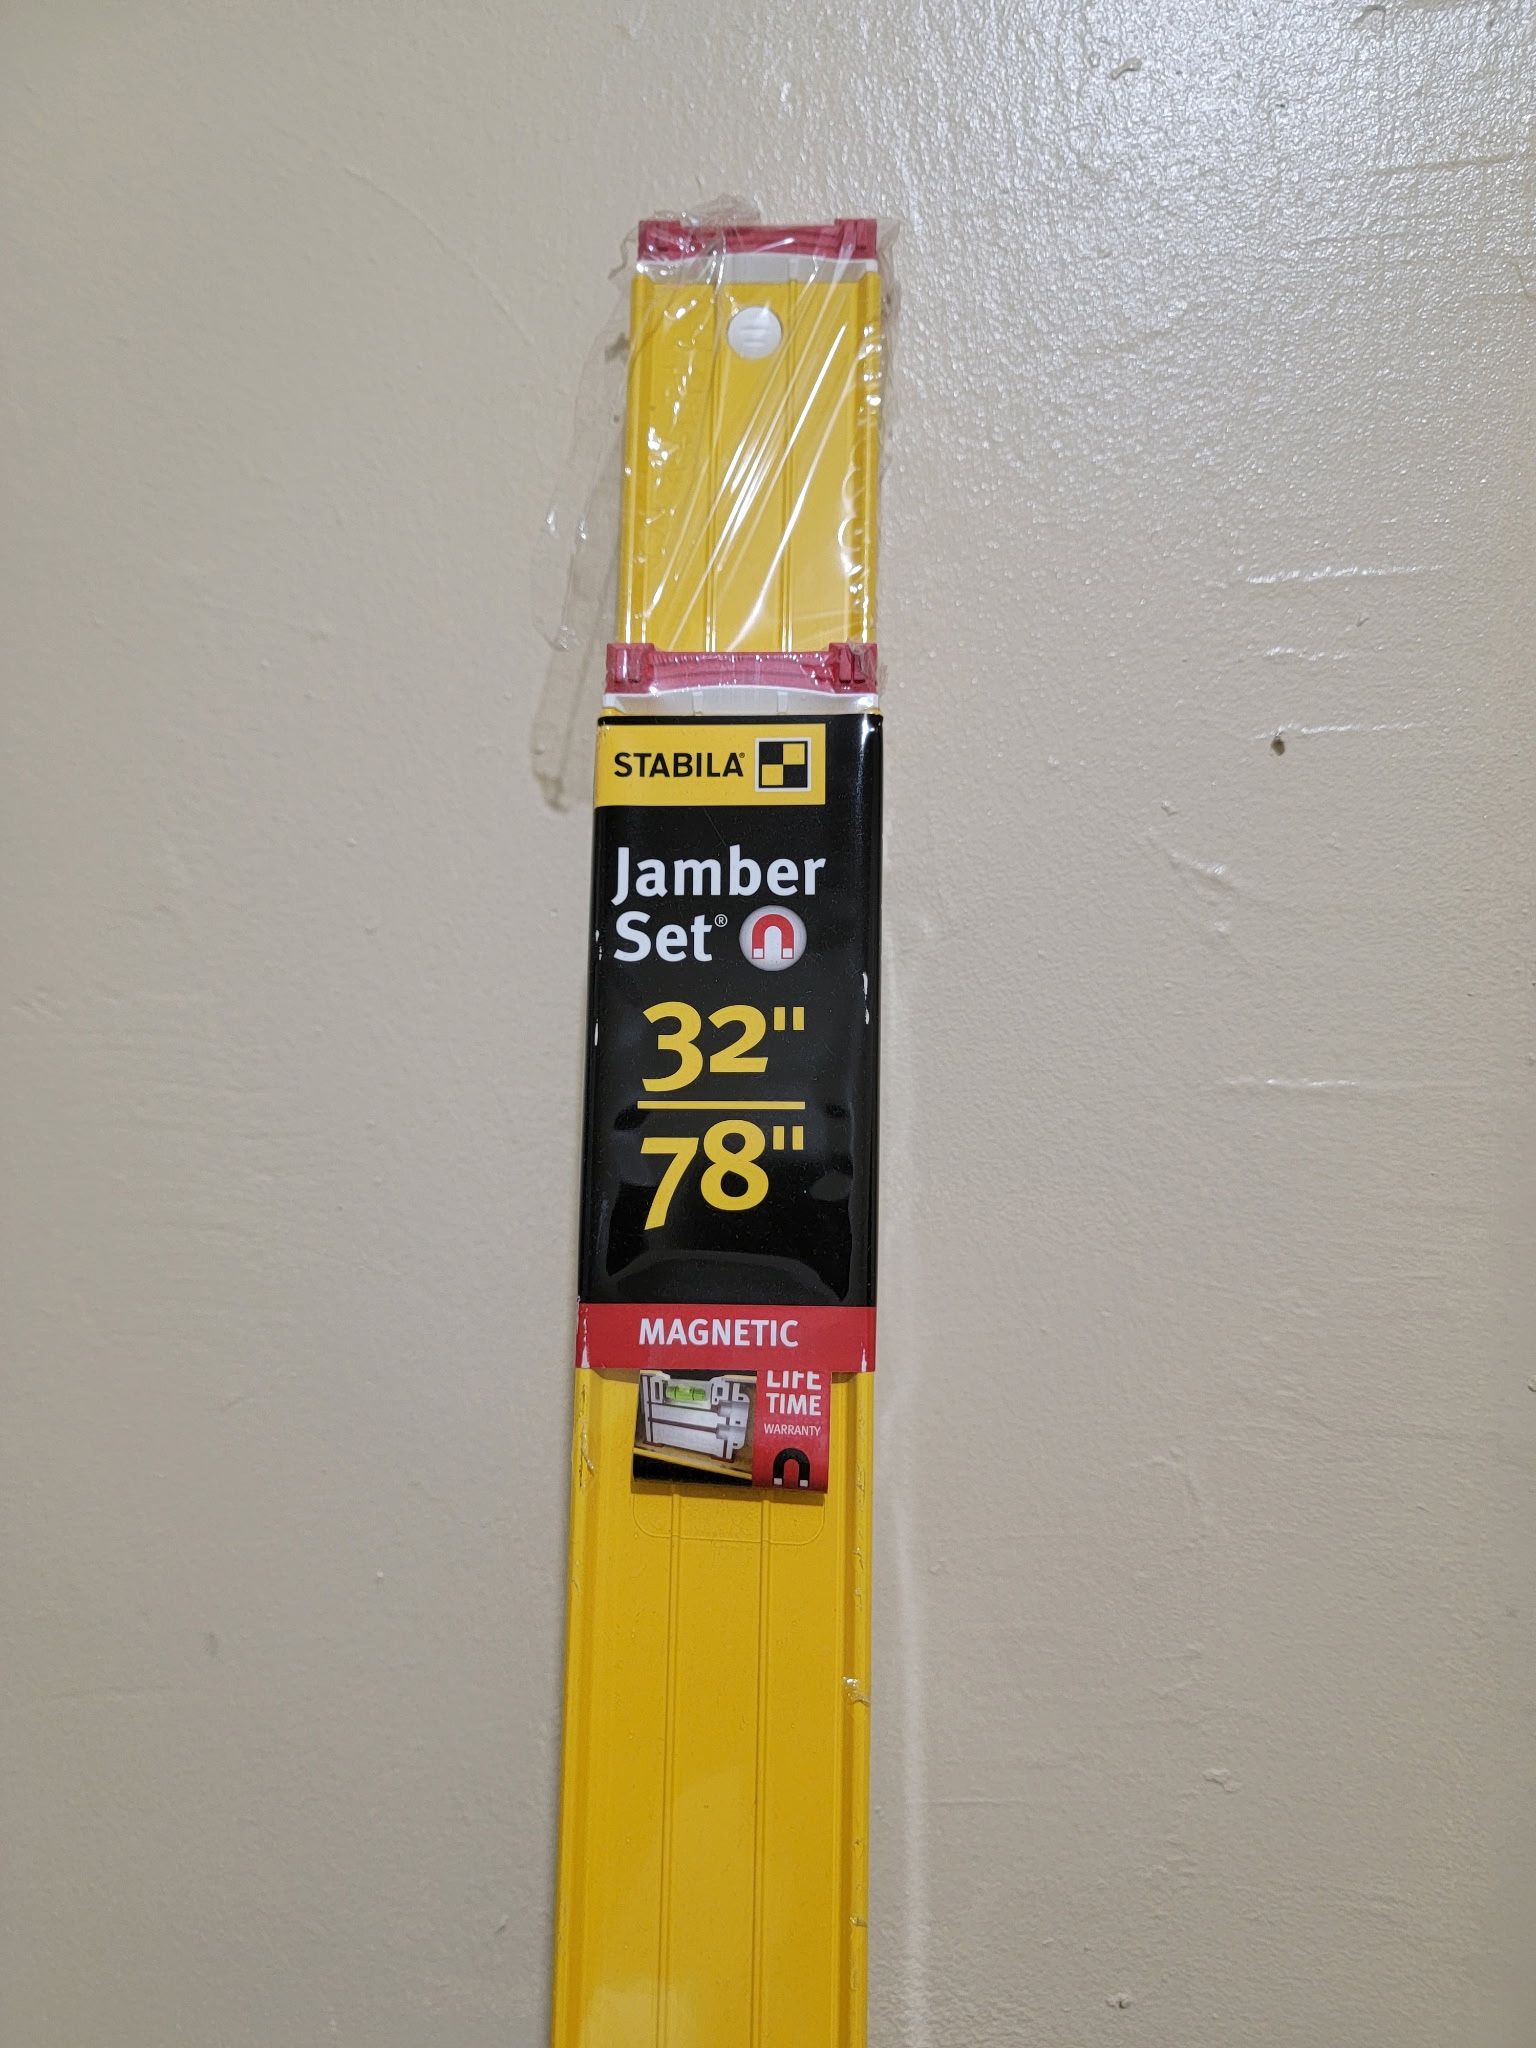 STABILA®
Jamber
Set®
32"
78"
MAGNETIC
LIFE
TIME
WARRANTY